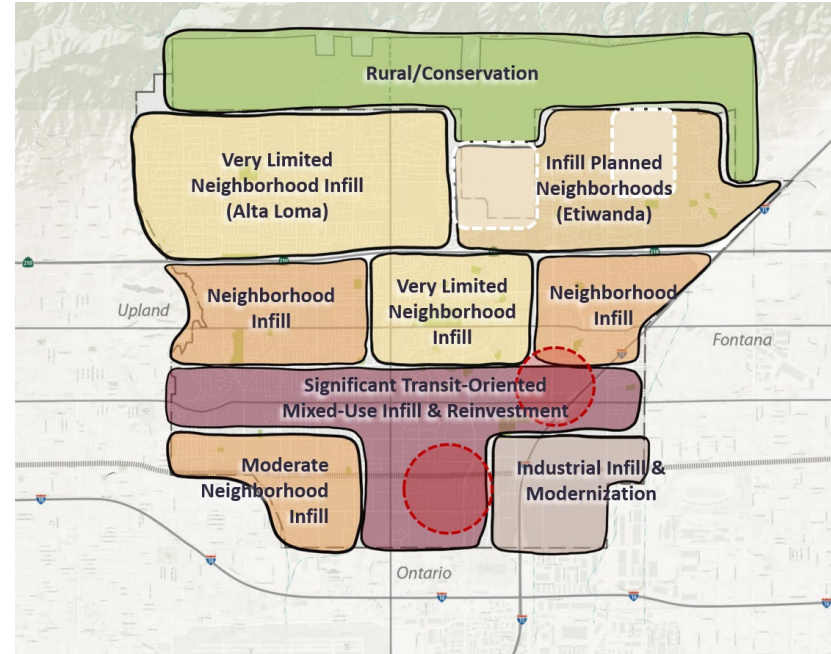 Rural/Conservation
Very Limited
Neighborhood Infill
(Alta Loma)
Infill Planned
Neighborhoods
(Etiwanda)
210
Upland
Neighborhood
Infill
Very Limited
Neighborhood
Infill
Neighborhood
Infill
Fontana
Significant Transit-Oriented
Mixed-Use Infill & Reinvestment
Moderate
Neighborhood
Infill
Industrial Infill &
Modernization
Ontario